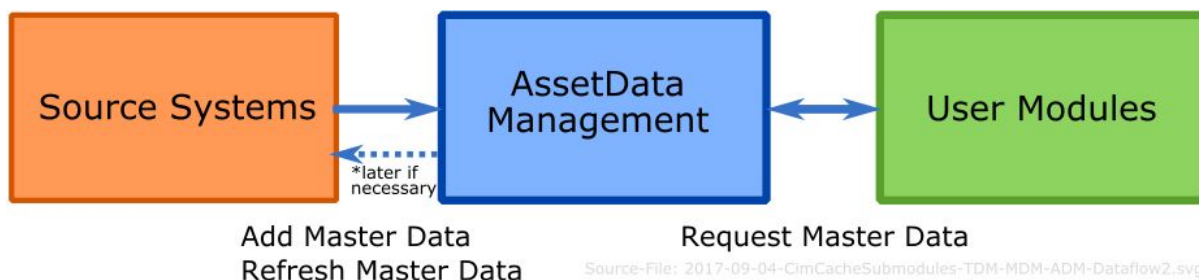 Source Systems
AssetData
Management
User Modules
*later if
necessary
Add Master Data
Refresh Master Data
Request Master Data
Source-File: 2017-09-04-CimCacheSubmodules-TDM-MDM-ADM-Dataflow2.sv